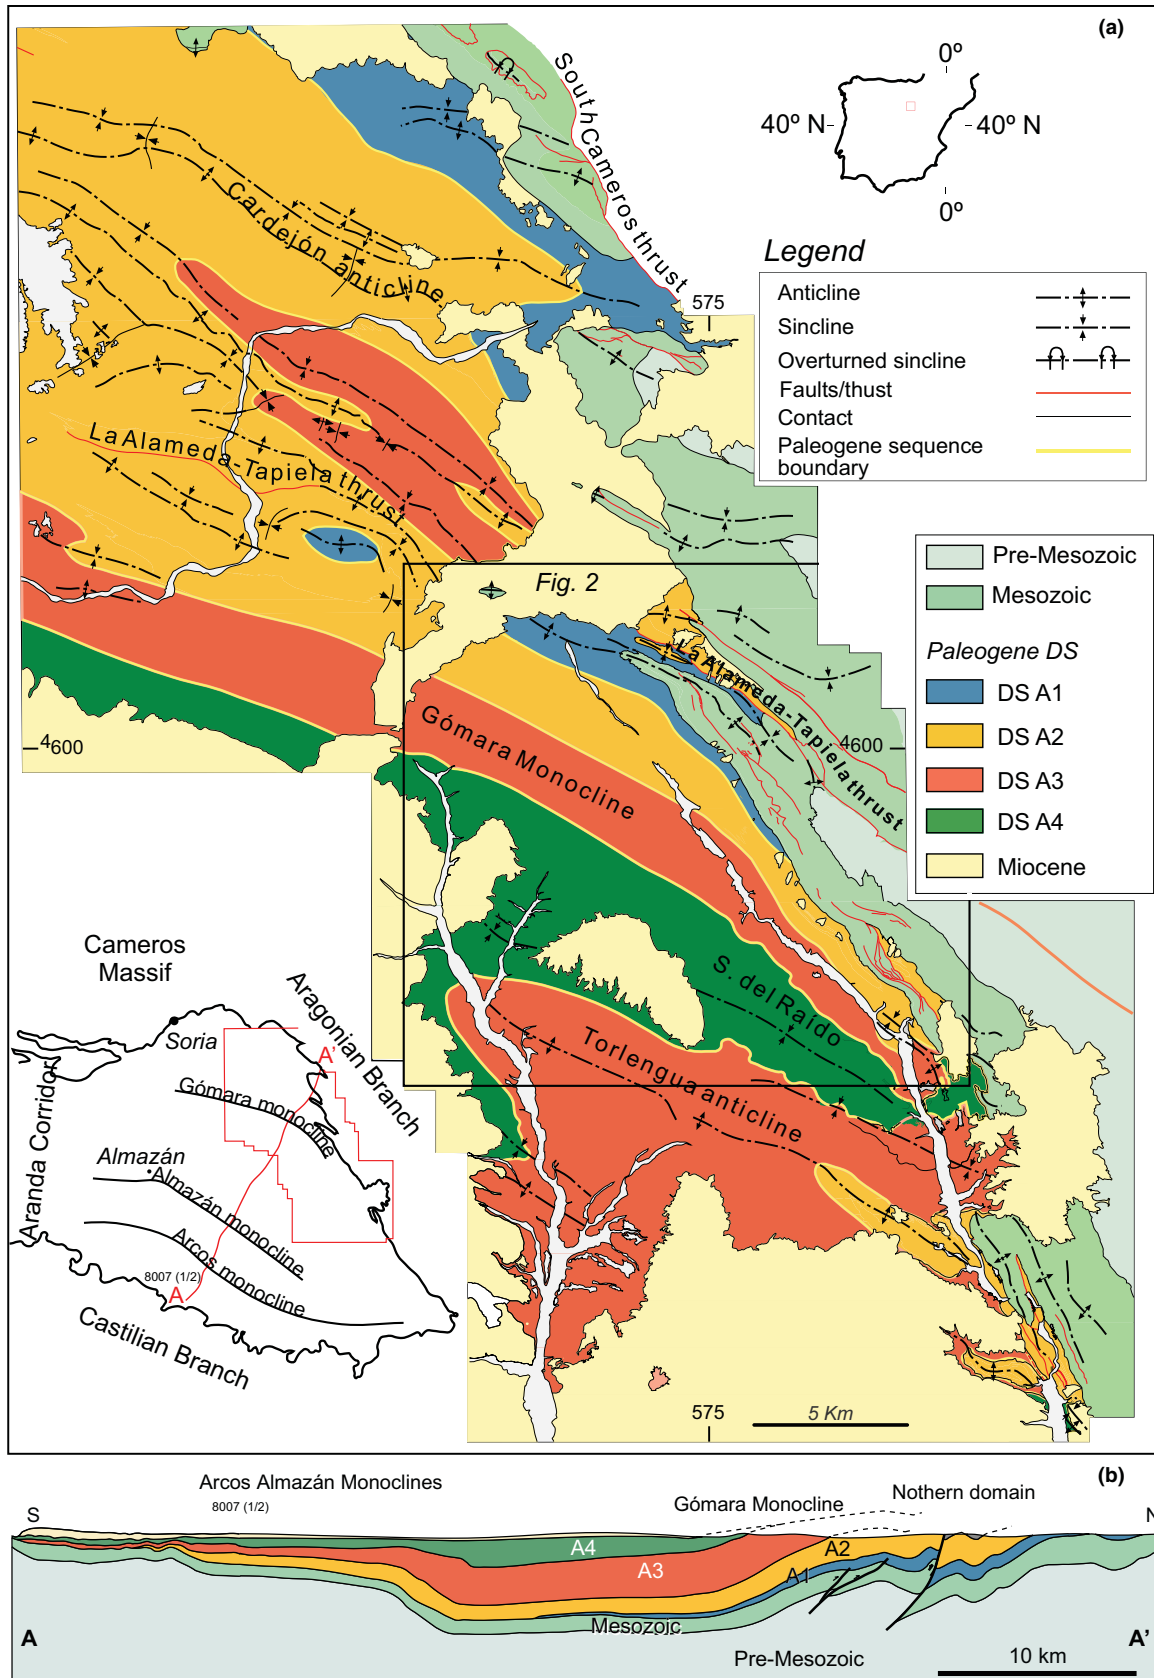 (a)
0º
40º N
40º N
0º
South Cameros thrust
575
Cardejón anticline
La Alameda-Tapiela thrust
Legend
Anticline
Sincline
Overturned sincline
Faults/thust
Contact
Paleogene sequence
boundary
Pre-Mesozoic
Mesozoic
Paleogene DS
DS A1
DS A2
DS A3
DS A4
Miocene
Fig. 2
La Alameda-Tapiela thrust
4600
4600
Gómara Monocline
S. del Raído
Torlengua anticline
Cameros
Massif
Soria
Aragonian Branch
A'
Gómara monocline
Aranda Corridor
Almazán
Almazán monocline
Arcos monocline
8007 (1/2)
A
Castilian Branch
575
5 Km
(b)
Arcos Almazán Monoclines
8007 (1/2)
Gómara Monocline
Nothern domain
S
N
A4
A3
A2
A1
Mesozoic
Pre-Mesozoic
A
A'
10 km